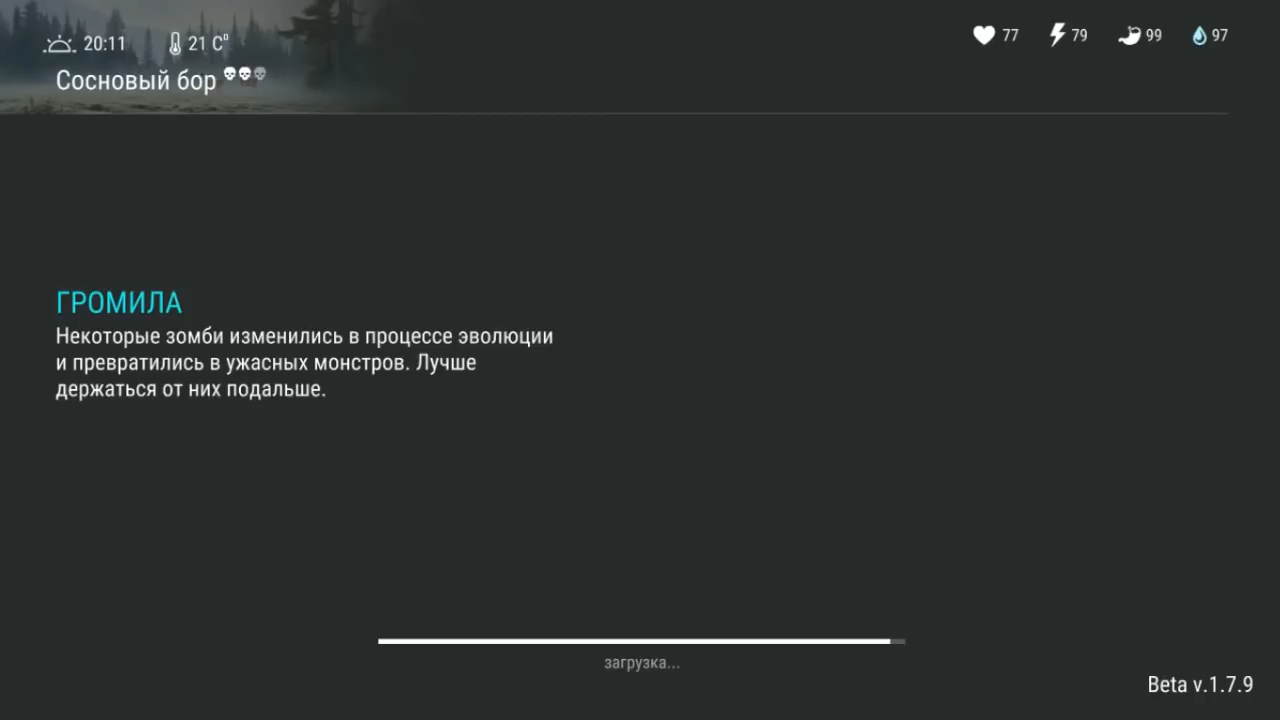 20:11 21 C° 77 79 99 97
Сосновый бор
ГРОМИЛА
Некоторые зомби изменились в процессе эволюции
и превратились в ужасных монстров. Лучше
держаться от них подальше.
загрузка...
Beta v.1.7.9